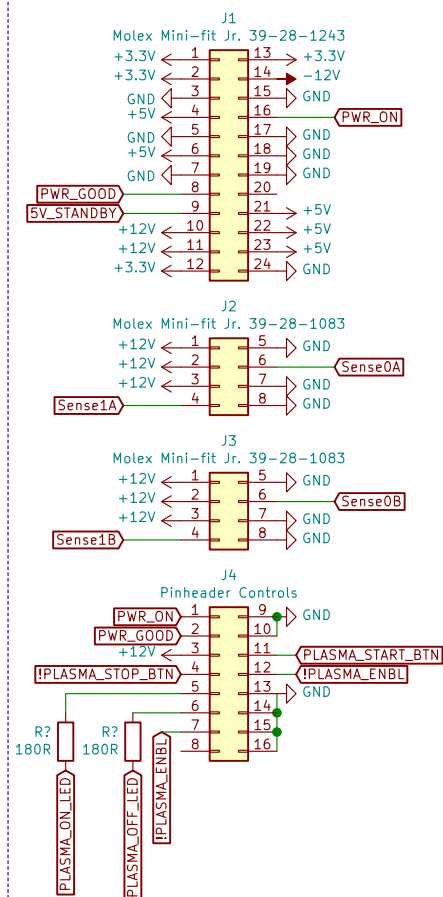 J1
Molex Mini-fit Jr. 39-28-1243
+3.3V 1 13 +3.3V
+3.3V 2 14 -12V
GND 3 15 GND
+5V 4 16 PWR_ON
GND 5 17 GND
+5V 6 18 GND
GND 7 19 GND
PWR_GOOD 8 20
5V_STANDBY 9 21 +5V
+12V 10 22 +5V
+12V 11 23 +5V
+3.3V 12 24 GND
J2
Molex Mini-fit Jr. 39-28-1083
+12V 1 5 GND
+12V 2 6 Sense0A
+12V 3 7 GND
Sense1A 4 8 GND
J3
Molex Mini-fit Jr. 39-28-1083
+12V 1 5 GND
+12V 2 6 Sense0B
+12V 3 7 GND
Sense1B 4 8 GND
J4
Pinheader Controls
PWR_ON 1 9 GND
PWR_GOOD 2 10
+12V 3 11 PLASMA_START_BTN
!PLASMA_STOP_BTN 4 12 !PLASMA_ENBL
5 13 GND
6 14
7 15
8 16
R? R?
180R 180R
PLASMA_ON_LED
PLASMA_OFF_LED
!PLASMA_ENBL